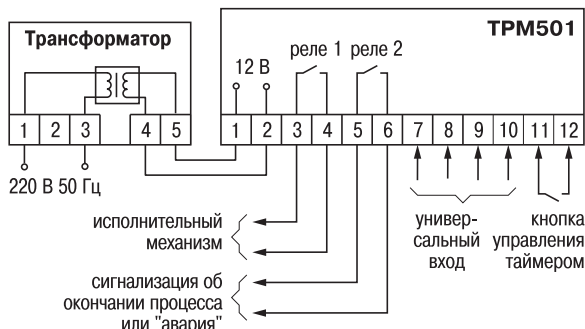 Трансформатор
ТРМ501
реле 1 реле 2
12 В
1 2 3 4 5
1 2 3 4 5 6 7 8 9 10 11 12
220 В 50 Гц
исполнительный
механизм
универ-
сальный
вход
кнопка
управления
таймером
сигнализация об
окончании процесса
или "авария"